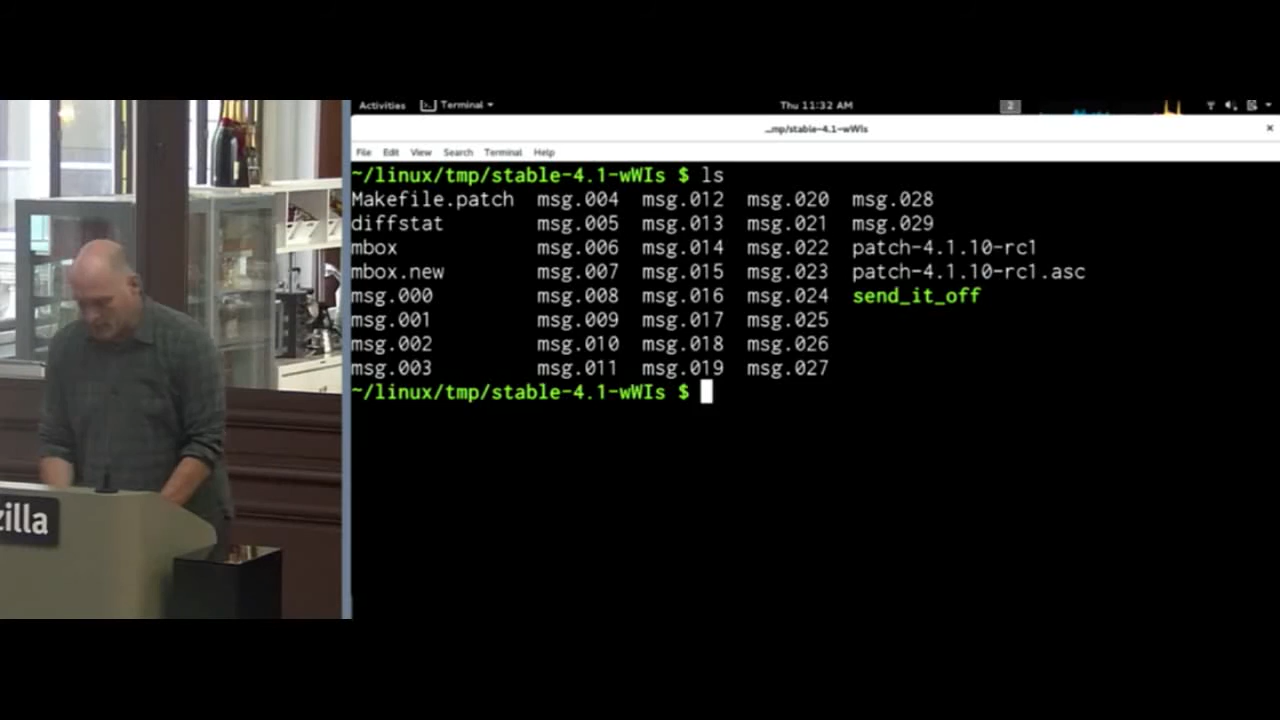 Activities Terminal Thu 11:32 AM 2
_mp/stable-4.1-wWIs
File Edit View Search Terminal Help
~/linux/tmp/stable-4.1-wWIs $ ls
Makefile.patch msg.004 msg.012 msg.020 msg.028
diffstat msg.005 msg.013 msg.021 msg.029
mbox msg.006 msg.014 msg.022 patch-4.1.10-rc1
mbox.new msg.007 msg.015 msg.023 patch-4.1.10-rc1.asc
msg.000 msg.008 msg.016 msg.024 send_it_off
msg.001 msg.009 msg.017 msg.025
msg.002 msg.010 msg.018 msg.026
msg.003 msg.011 msg.019 msg.027
~/linux/tmp/stable-4.1-wWIs $
zilla